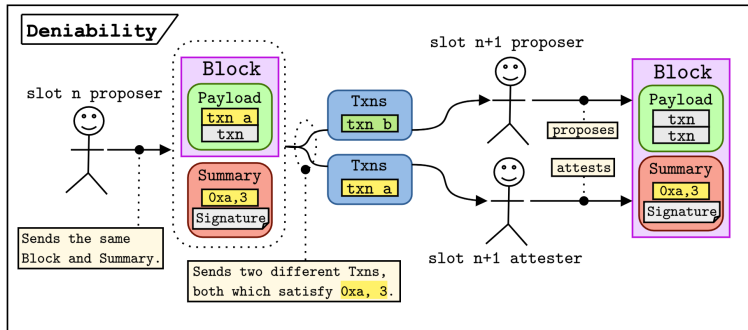 Deniability
slot n proposer
Block
Payload
txn a
txn
Summary
0xa,3
Signature
Sends the same
Block and Summary.
Txns
txn b
Txns
txn a
Sends two different Txns,
both which satisfy 0xa, 3.
slot n+1 proposer
proposes
attests
slot n+1 attester
Block
Payload
txn
txn
Summary
0xa,3
Signature